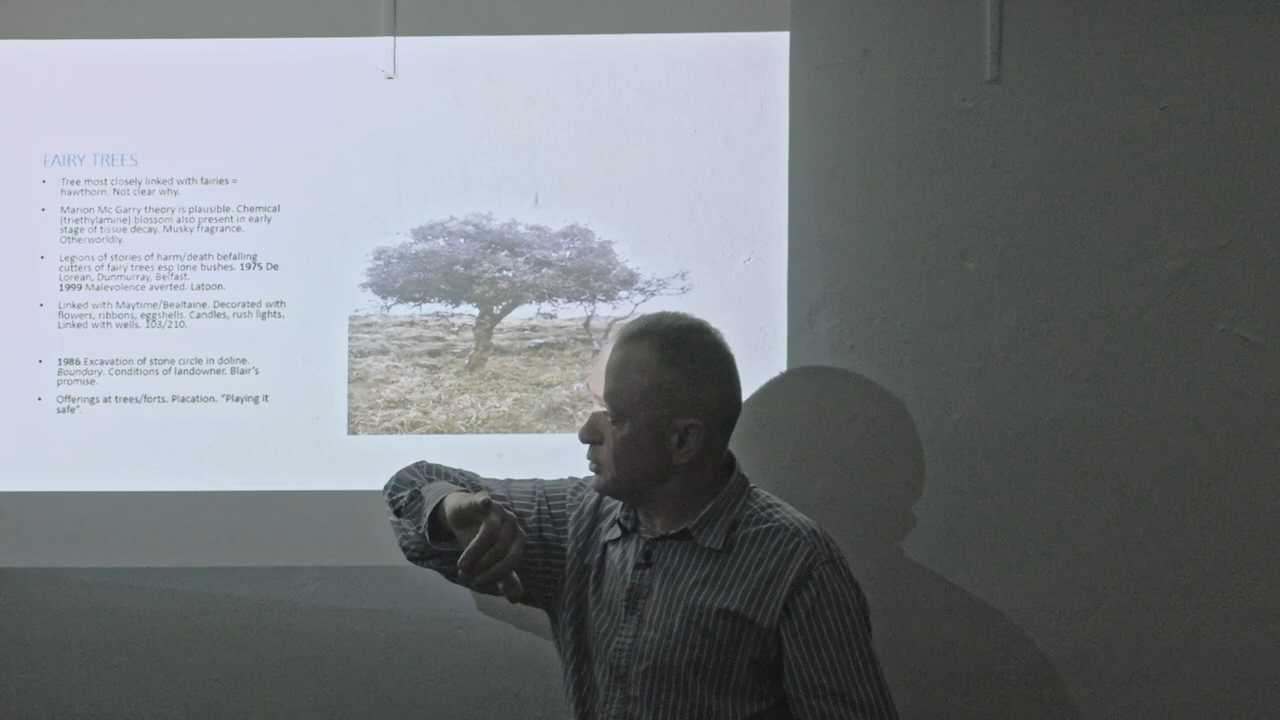 FAIRY TREES
• Tree most closely linked with fairies =
hawthorn. Not clear why.
• Marion Mc Garry theory is plausible. Chemical
(triethylamine) blossom also present in early
stage of tissue decay. Musky fragrance.
Otherworldly.
• Legions of stories of harm/death befalling
cutters of fairy trees esp lone bushes. 1975 De
Lorean, Dunmurray, Belfast.
1999 Malevolence averted. Latoon.
• Linked with Maytime/Bealtaine. Decorated with
flowers, ribbons, eggshells. Candles, rush lights.
Linked with wells. 103/210.
• 1986 Excavation of stone circle in doline.
Boundary. Conditions of landowner. Blair's
promise.
• Offerings at trees/forts. Placation. "Playing it
safe".